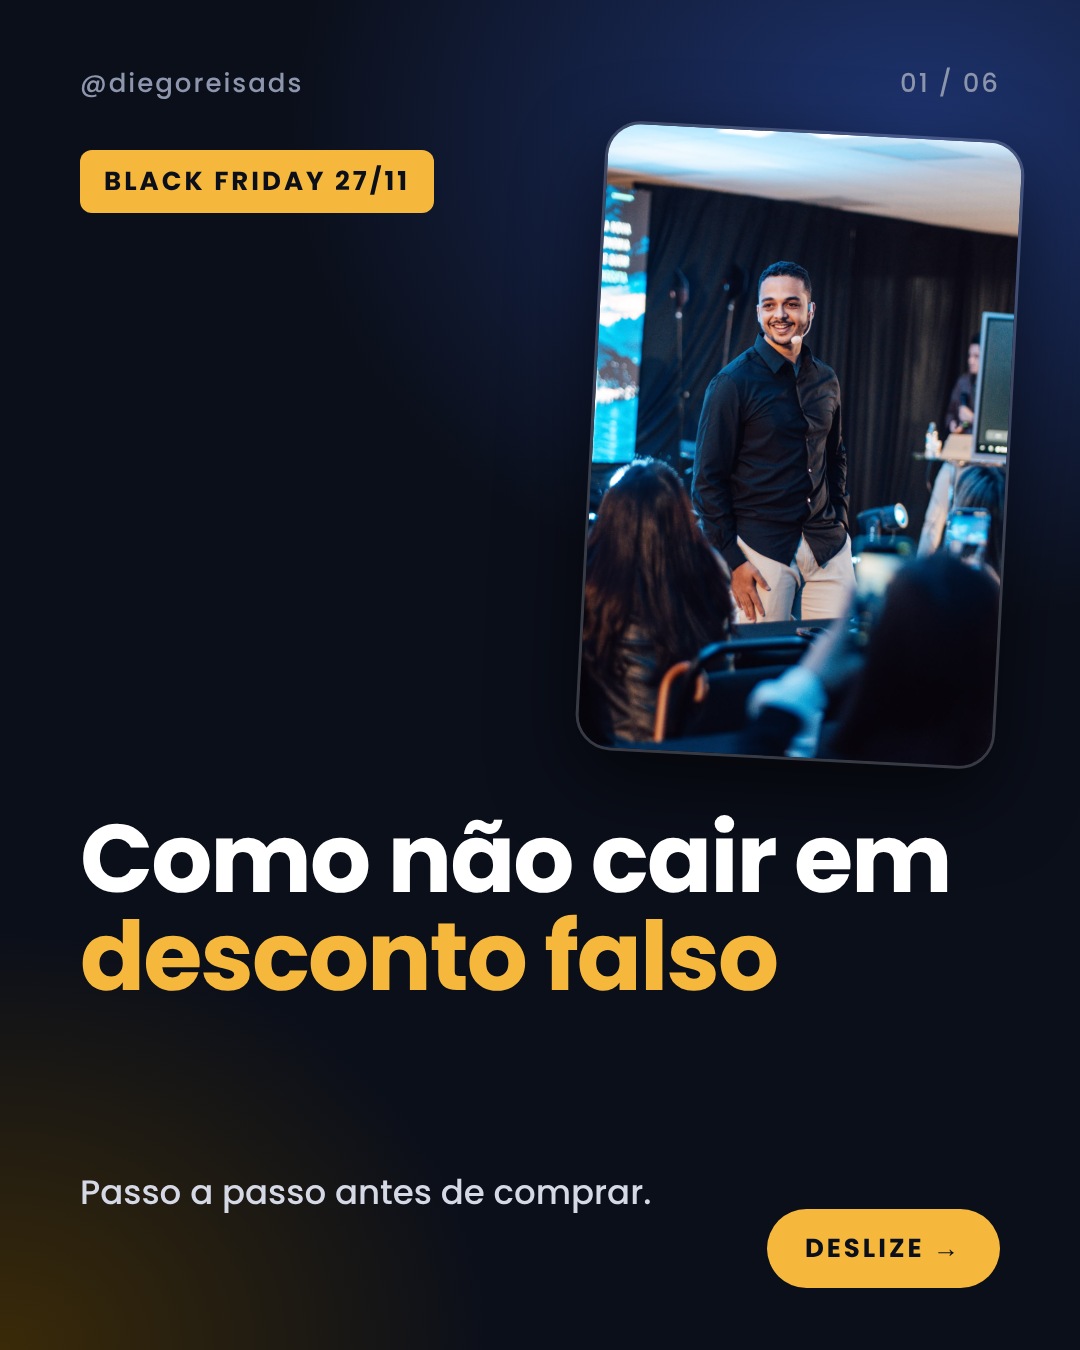 @diegoreisads
01 / 06
BLACK FRIDAY 27/11
Como não cair em
desconto falso
Passo a passo antes de comprar.
DESLIZE →